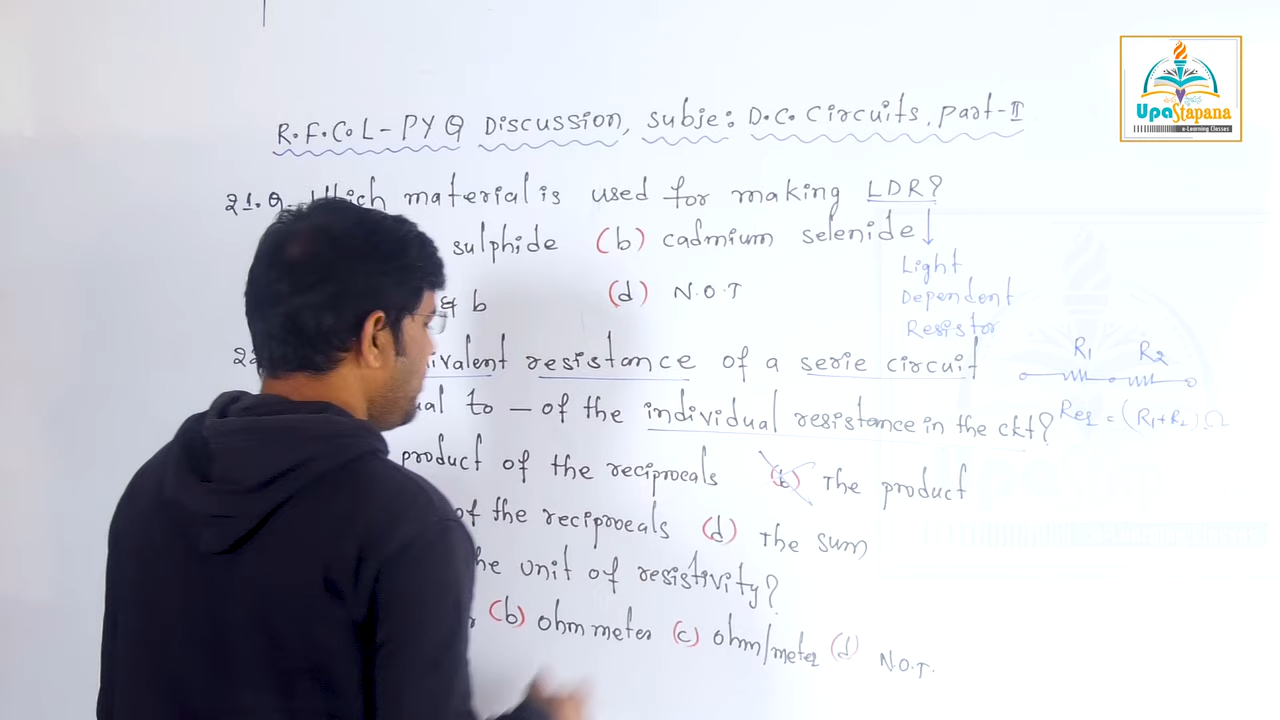 R.F.C.L - PYQ DISCUSSION, Subje: D.C. Circuits, Part-II
21.Q. Which material is used for making LDR?
sulphide (b) cadmium selenide
& b (d) N.O.T
Light
Dependent
Resistor
ivalent resistance of a serie circuit
ual to — of the individual resistance in the ckt?
R1 R2
Req = (R1+R2) Ω
product of the reciprocals (b) The product
of the reciprocals (d) The sum
he unit of resistivity?
(b) ohm meter (c) ohm/meter (d) N.O.T.
UpaStapana
e-Learning Classes